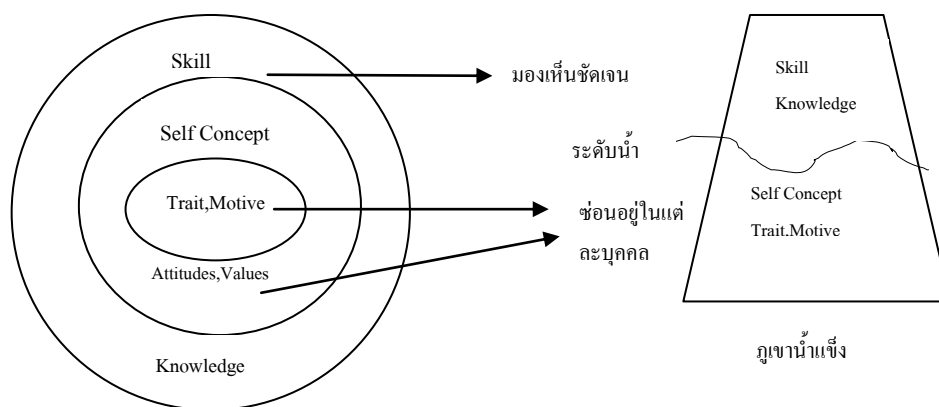 Skill
Self Concept
Trait,Motive
Attitudes,Values
Knowledge
มองเห็นชัดเจน
ระดับน้ำ
ซ่อนอยู่ในแต่
ละบุคคล
Skill
Knowledge
Self Concept
Trait.Motive
ภูเขาน้ำแข็ง